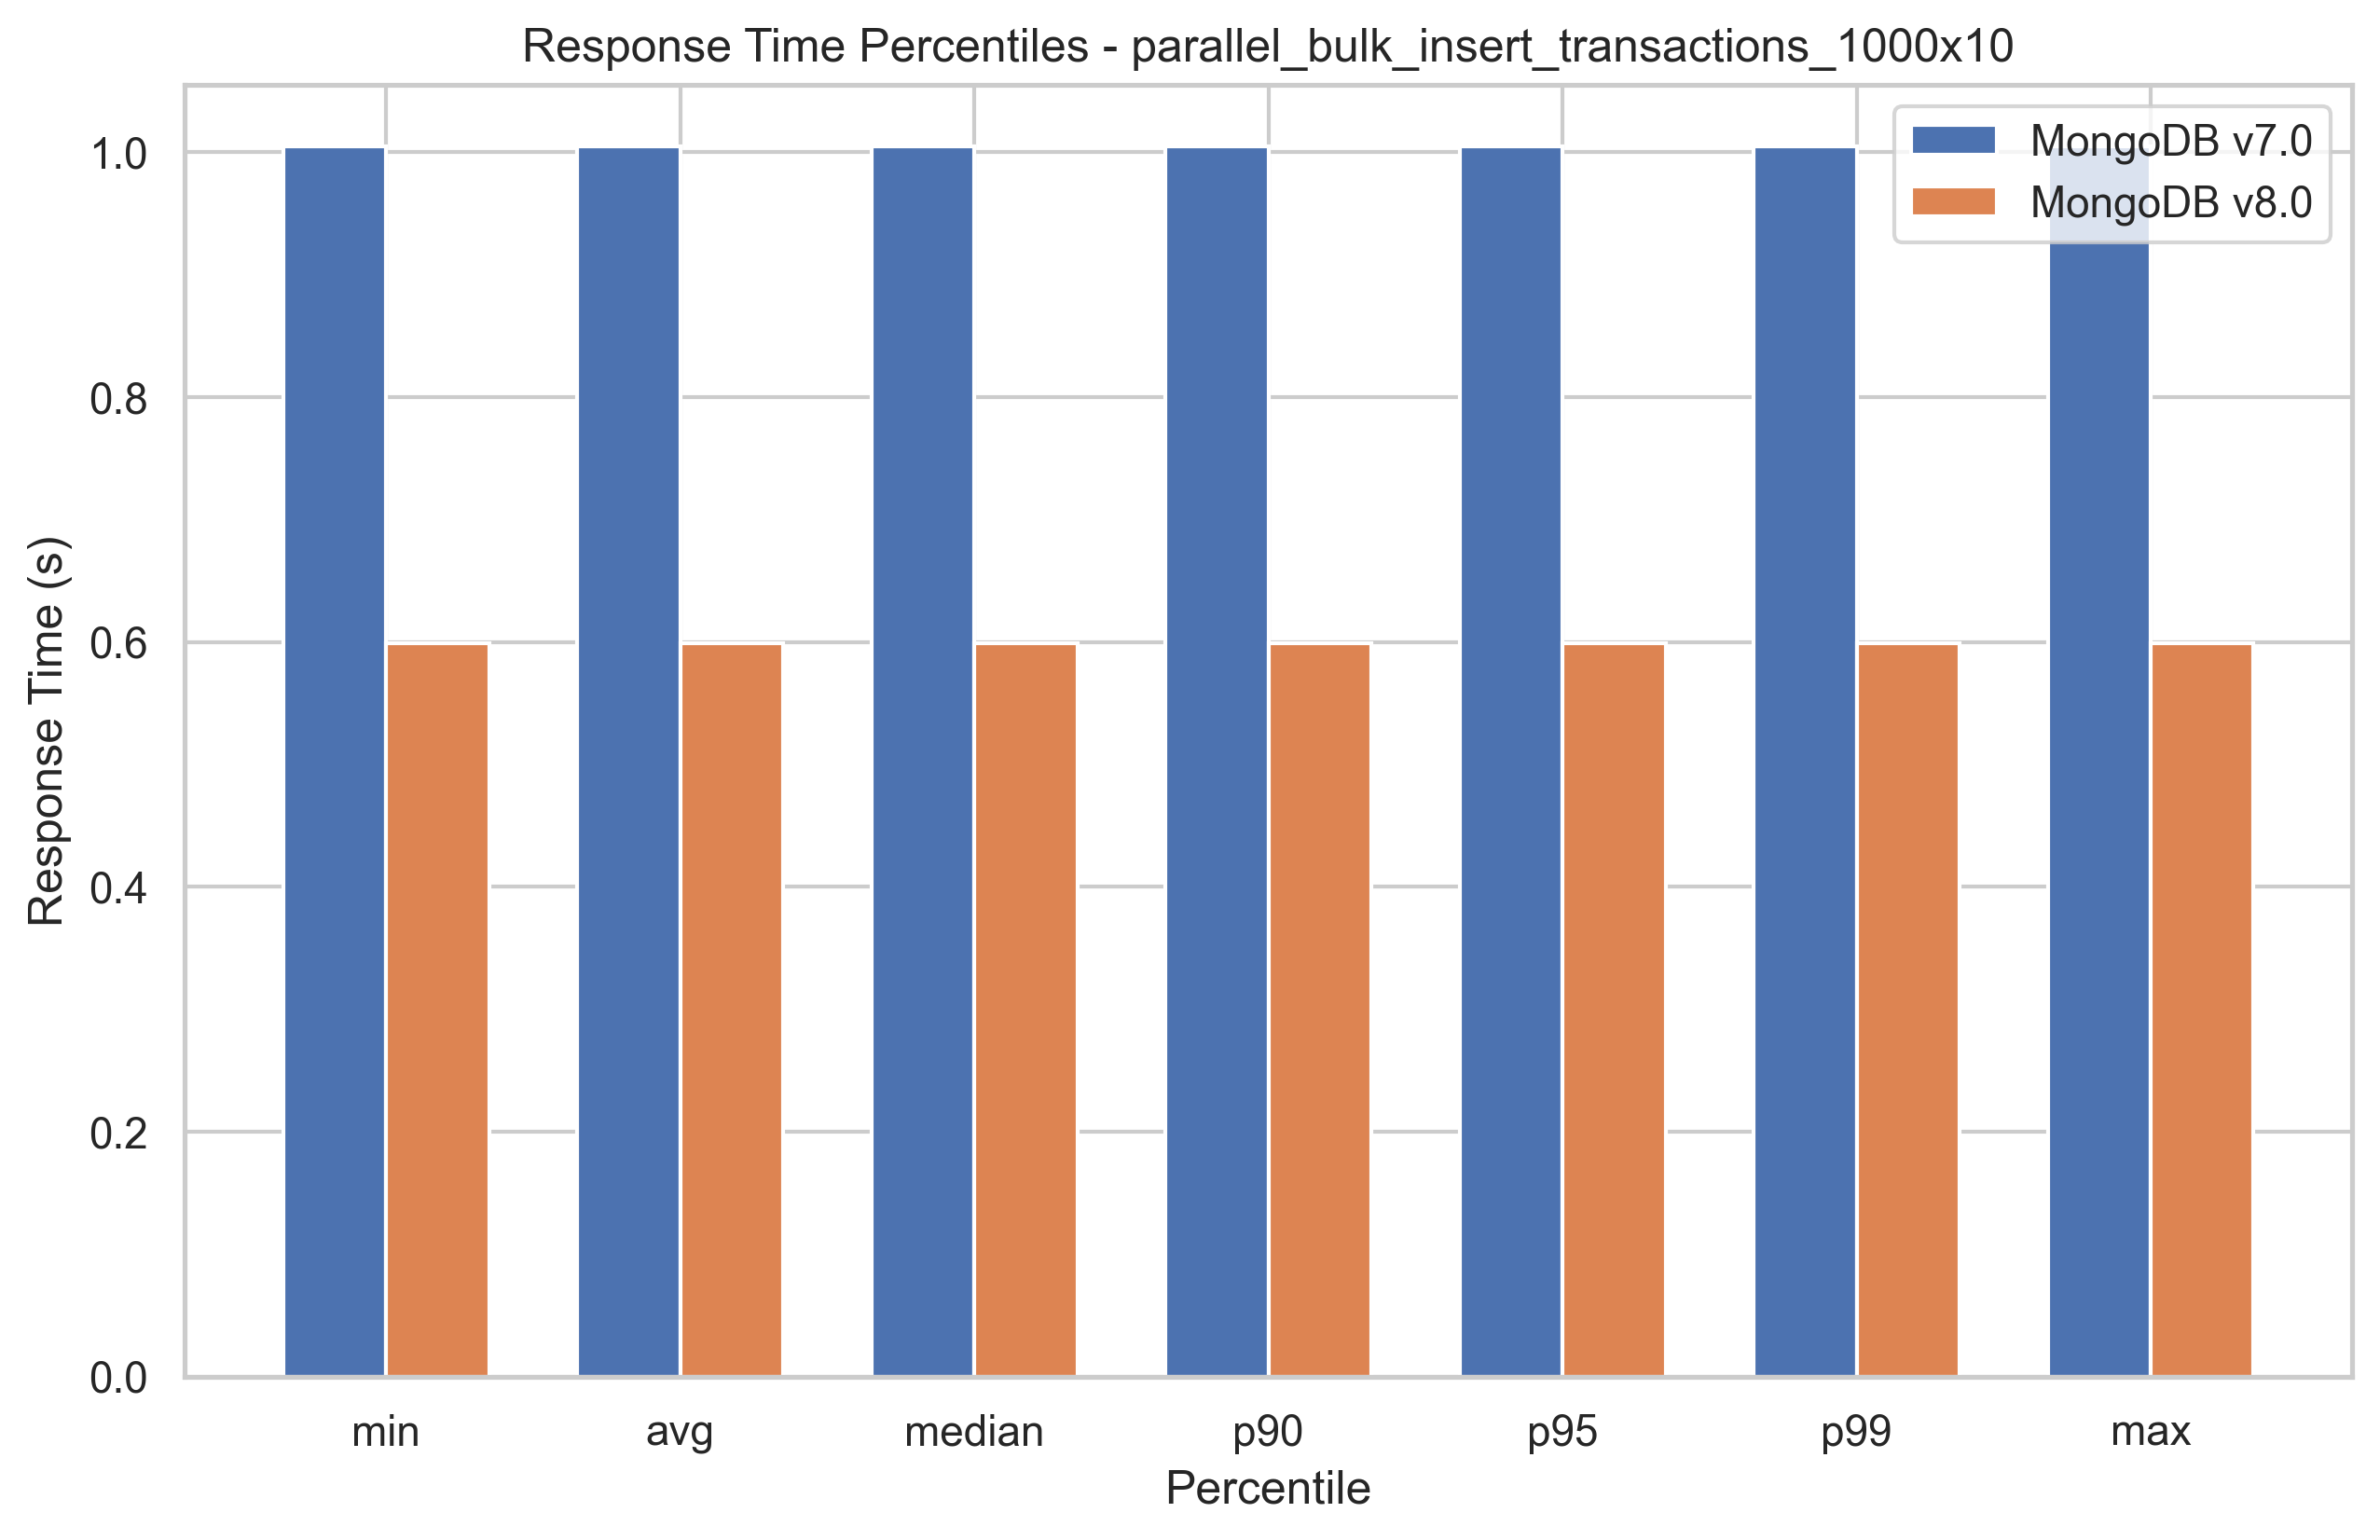 Response Time Percentiles - parallel_bulk_insert_transactions_1000x10
MongoDB v7.0
MongoDB v8.0
Response Time (s)
1.0
0.8
0.6
0.4
0.2
0.0
min avg median p90 p95 p99 max
Percentile